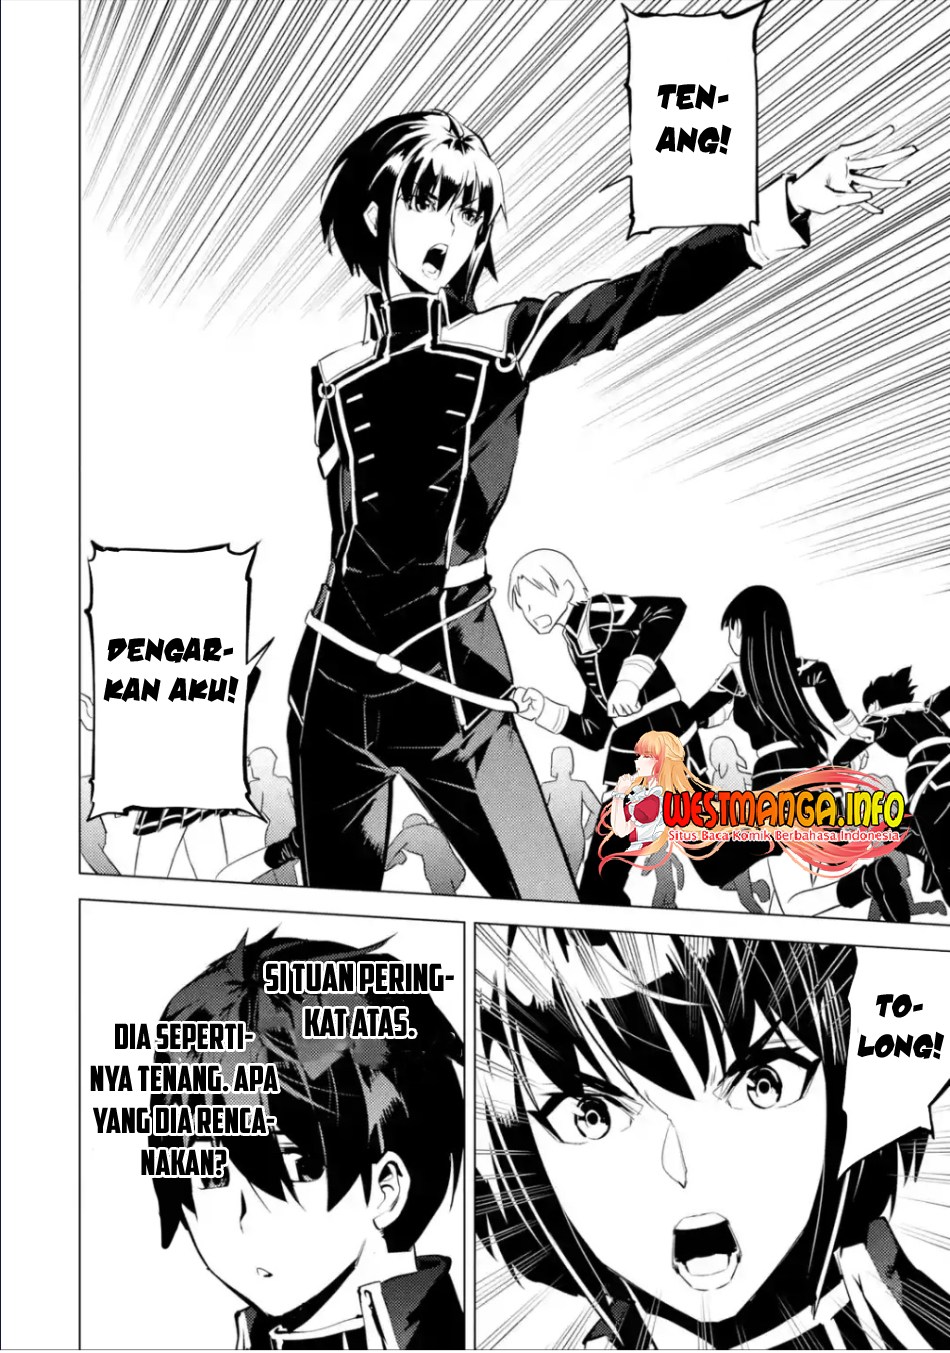 TEN-
ANG!
DENGAR-
KAN AKU!
WESTMANGA.INFO
Situs Baca Komik Berbahasa Indonesia
TO-
LONG!
SI TUAN PERING-
KAT ATAS.
DIA SEPERTI-
NYA TENANG. APA
YANG DIA RENCA-
NAKAN?